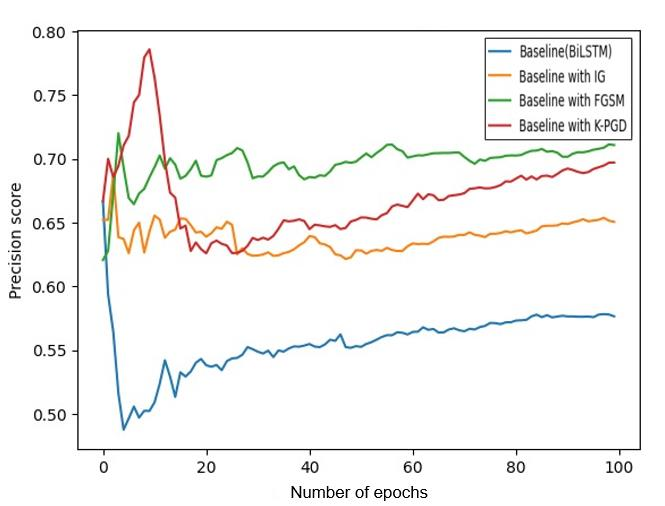 0.80
0.75
0.70
0.65
0.60
0.55
0.50
Precision score
Baseline(BiLSTM)
Baseline with IG
Baseline with FGSM
Baseline with K-PGD
0 20 40 60 80 100
Number of epochs